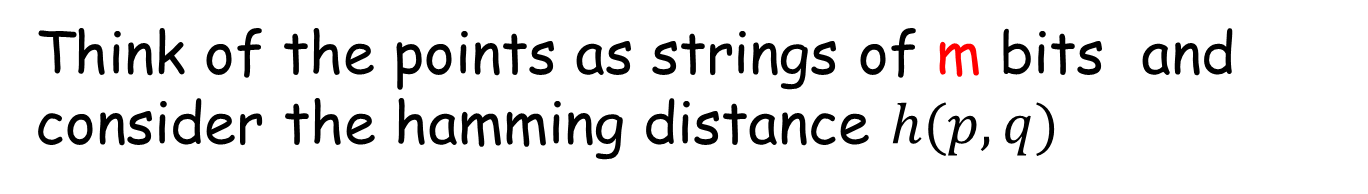 Think of the points as strings of m bits and
consider the hamming distance h(p, q)